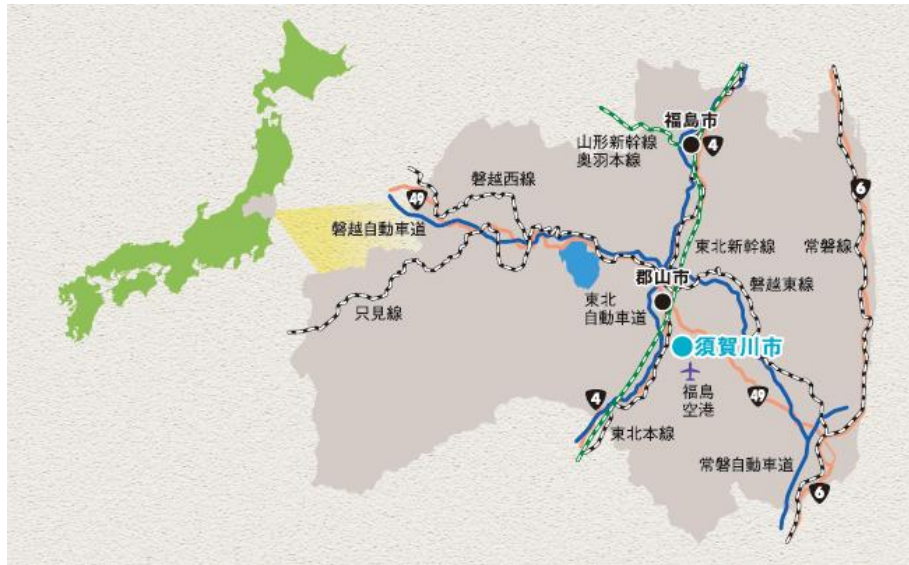 福島市
4
山形新幹線
奥羽本線
磐越西線
49
6
磐越自動車道
東北新幹線
常磐線
郡山市
磐越東線
東北
自動車道
只見線
須賀川市
福島
空港
4
49
東北本線
常磐自動車道
6